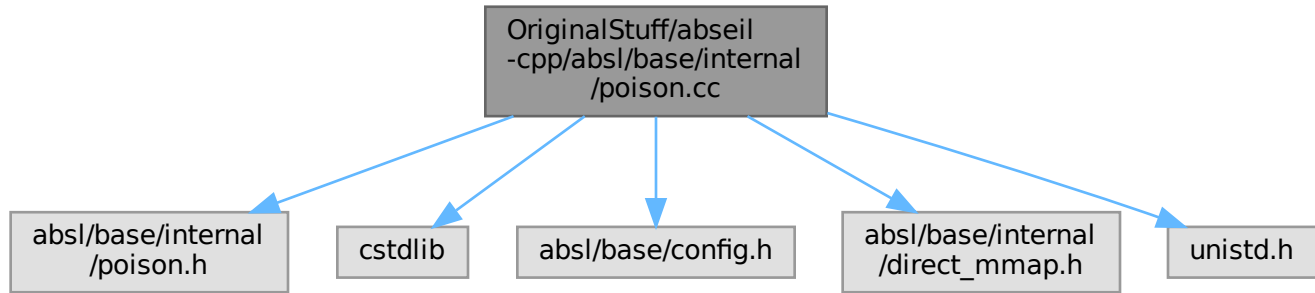 OriginalStuff/abseil
-cpp/absl/base/internal
/poison.cc
absl/base/internal
/poison.h
cstdlib
absl/base/config.h
absl/base/internal
/direct_mmap.h
unistd.h